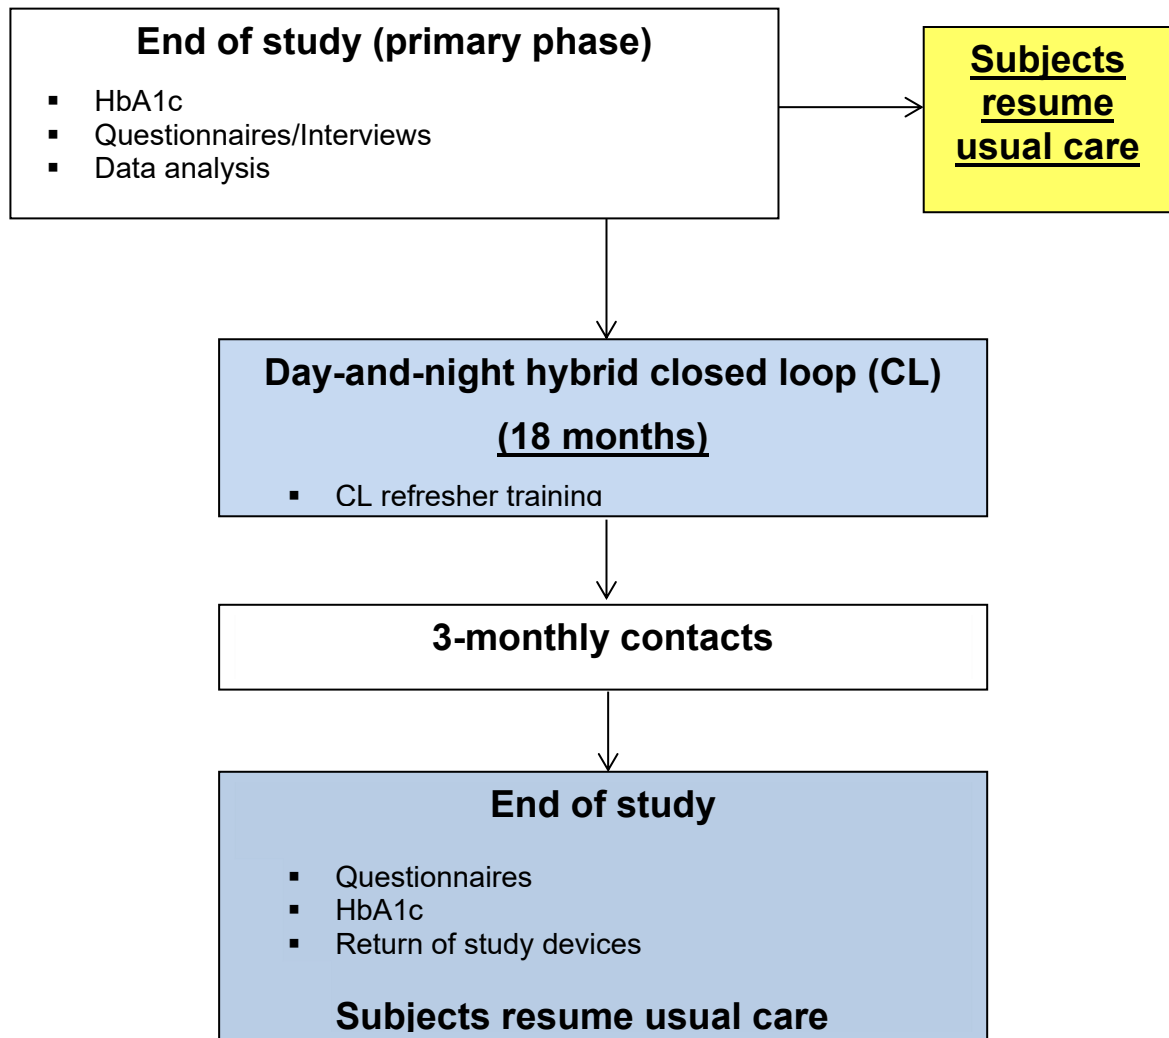 End of study (primary phase)
▪ HbA1c
▪ Questionnaires/Interviews
▪ Data analysis
Subjects
resume
usual care
Day-and-night hybrid closed loop (CL)
(18 months)
▪ CL refresher training
3-monthly contacts
End of study
▪ Questionnaires
▪ HbA1c
▪ Return of study devices
Subjects resume usual care